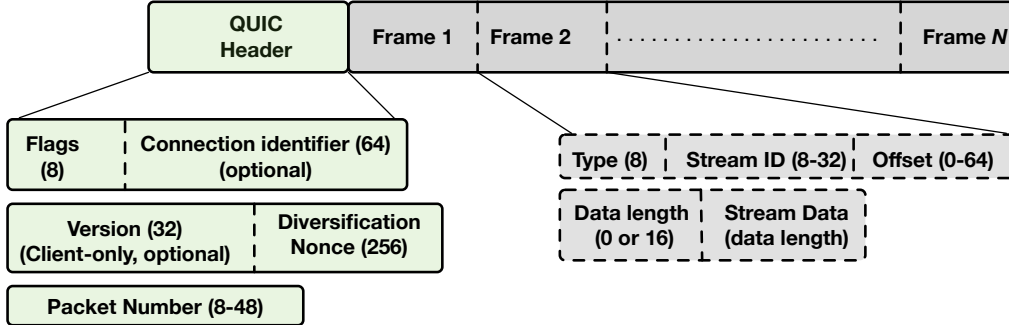 QUIC
Header
Frame 1
Frame 2
........................
Frame N
Flags
(8)
Connection identifier (64)
(optional)
Type (8)
Stream ID (8-32)
Offset (0-64)
Version (32)
(Client-only, optional)
Diversification
Nonce (256)
Data length
(0 or 16)
Stream Data
(data length)
Packet Number (8-48)